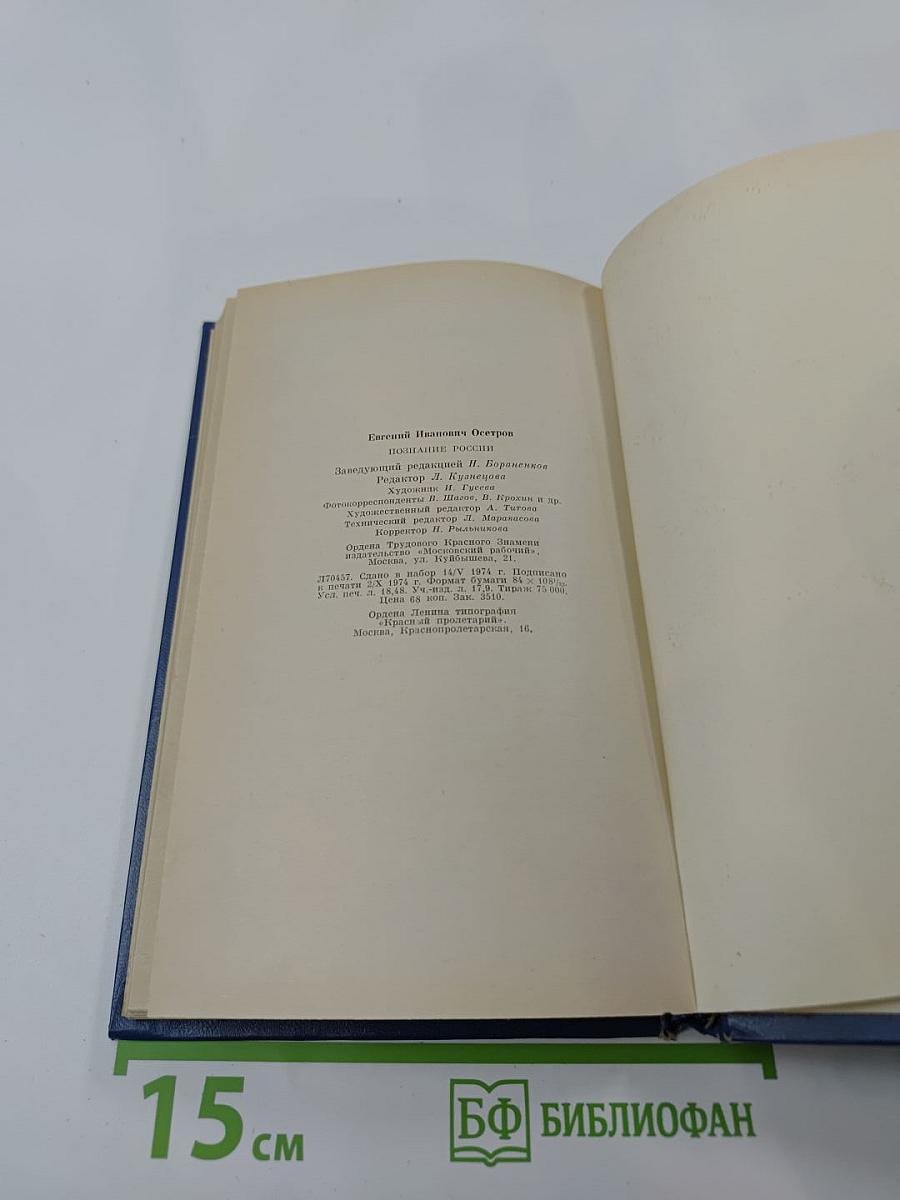 Евгений Иванович Осетров
ПОЗНАНИЕ РОССИИ
Заведующий редакцией Н. Бораненков
Редактор Л. Кузнецова
Художник И. Гусева
Фотокорреспонденты В. Шагов, В. Крохин и др.
Художественный редактор А. Титова
Технический редактор Л. Маракасова
Корректор Н. Рыльникова
Ордена Трудового Красного Знамени
издательство «Московский рабочий»,
Москва, ул. Куйбышева, 21.
Л70457. Сдано в набор 14/V 1974 г. Подписано
к печати 2/X 1974 г. Формат бумаги 84 × 108¹/₃₂.
Усл. печ. л. 18,48. Уч.-изд. л. 17,9. Тираж 75 000.
Цена 68 коп. Зак. 3510.
Ордена Ленина типография
«Красный пролетарий».
Москва, Краснопролетарская, 16.
15 см
БФ БИБЛИОФАН